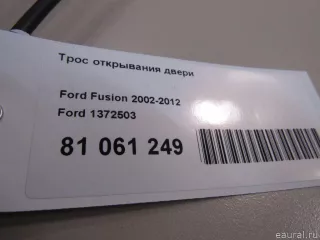 Трос открывания двери
Ford Fusion 2002-2012
Ford 1372503
81 061 249
eaural.ru